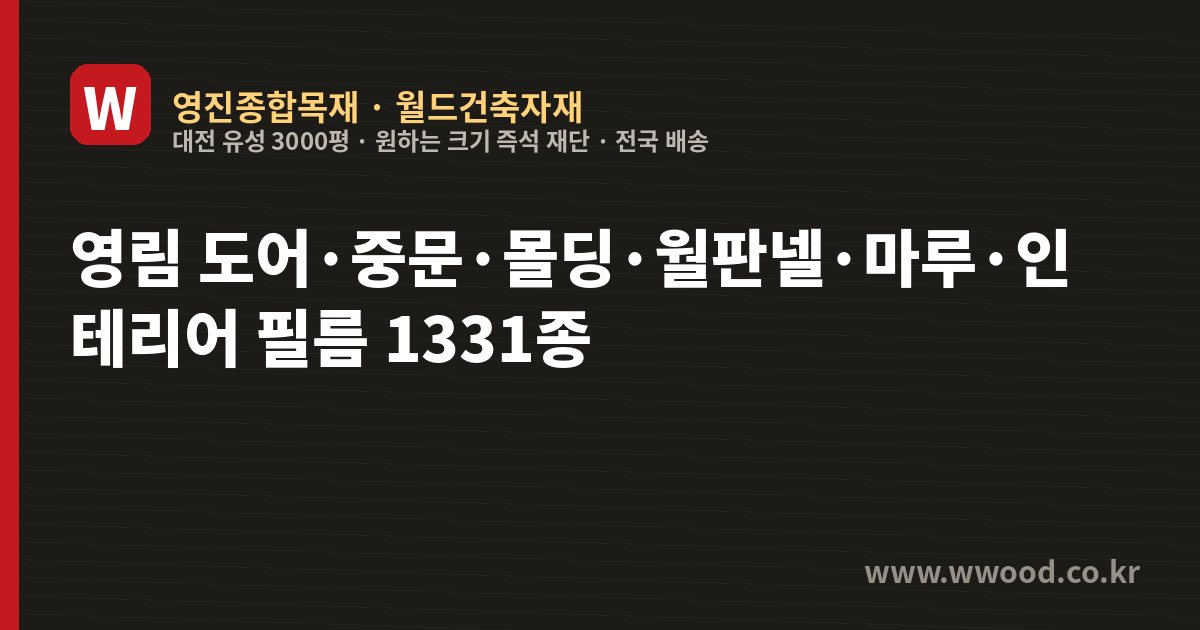 W
영진종합목재 · 월드건축자재
대전 유성 3000평 · 원하는 크기 즉석 재단 · 전국 배송
영림 도어·중문·몰딩·월판넬·마루·인
테리어 필름 1331종
www.wwood.co.kr